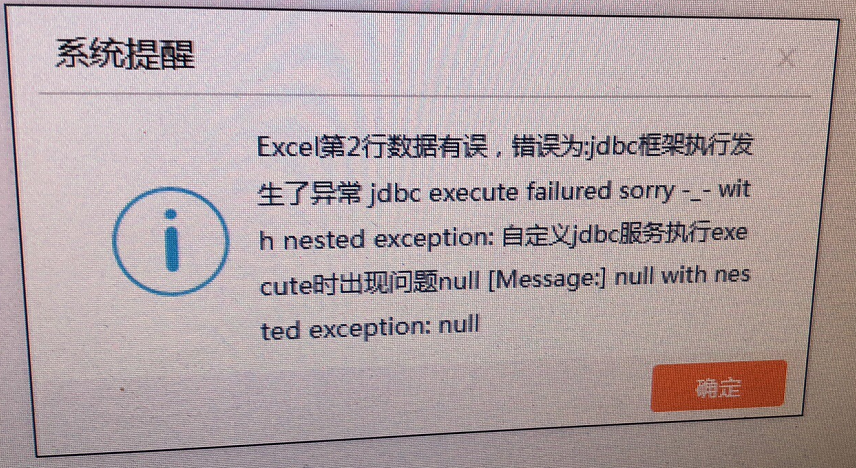 系统提醒
Excel第2行数据有误，错误为:jdbc框架执行发
生了异常 jdbc execute failured sorry -_- wit
h nested exception: 自定义jdbc服务执行exe
cute时出现问题null [Message:] null with nes
ted exception: null
确定